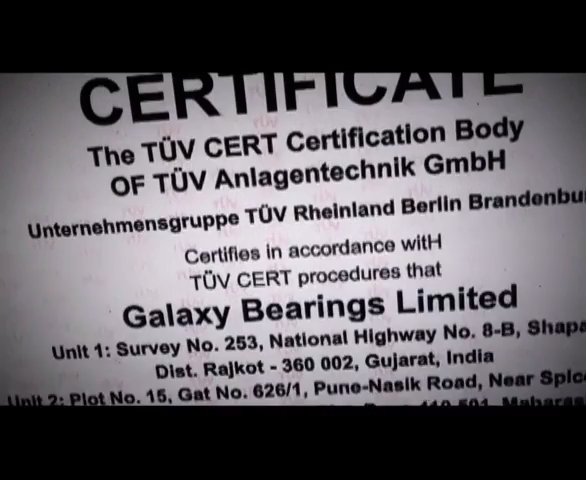 CERTIFICATE
The TÜV CERT Certification Body
OF TÜV Anlagentechnik GmbH
Unternehmensgruppe TÜV Rheinland Berlin Brandenbu
Certifies in accordance witH
TÜV CERT procedures that
Galaxy Bearings Limited
Unit 1: Survey No. 253, National Highway No. 8-B, Shapa
Dist. Rajkot - 360 002, Gujarat, India
Unit 2: Plot No. 15, Gat No. 626/1, Pune-Nasik Road, Near Spic